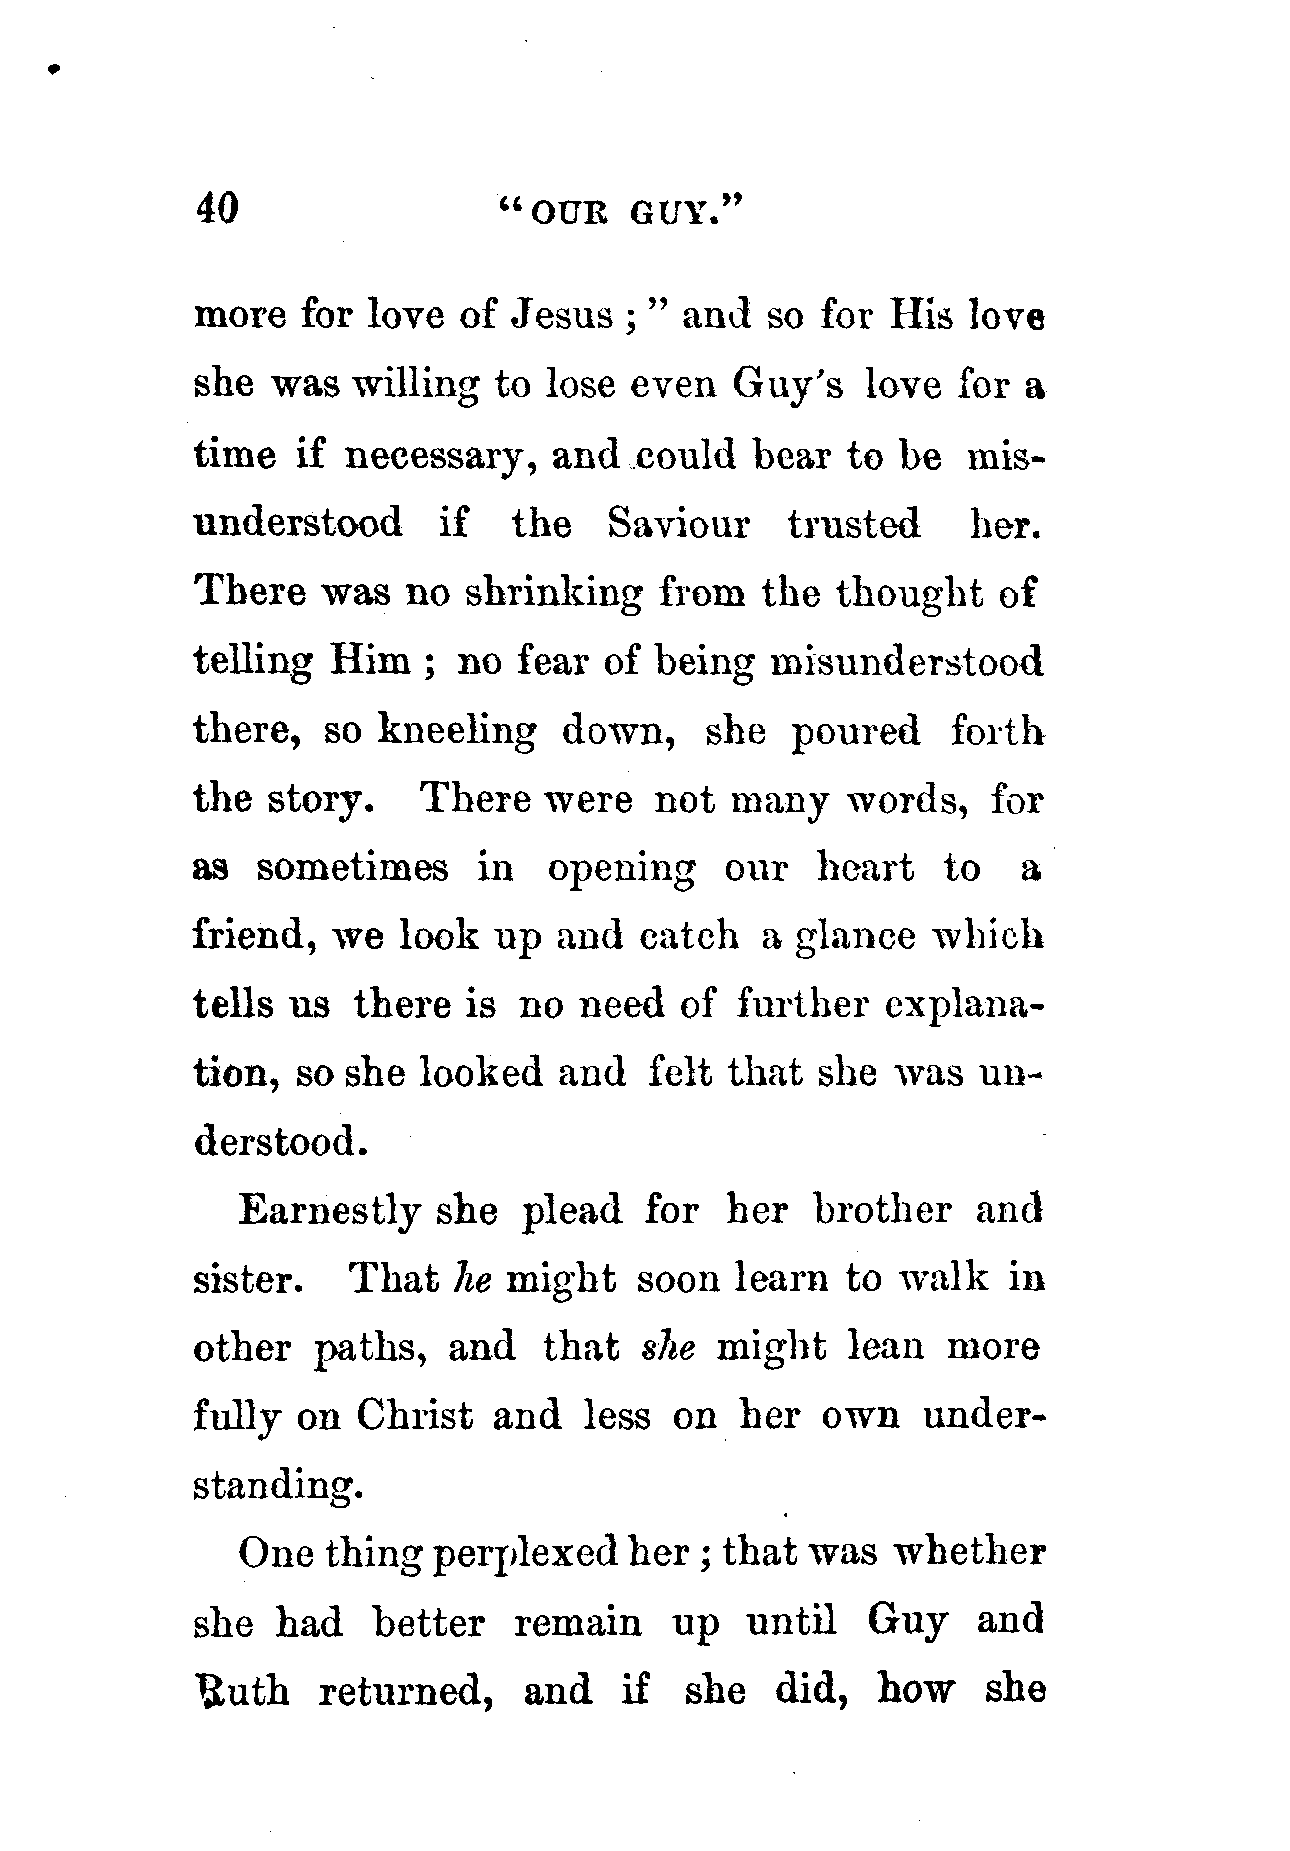 40 "OUR GUY."
more for love of Jesus ; " and so for His love
she was willing to lose even Guy's love for a
time if necessary, and could bear to be mis-
understood if the Saviour trusted her.
There was no shrinking from the thought of
telling Him ; no fear of being misunderstood
there, so kneeling down, she poured forth
the story. There were not many words, for
as sometimes in opening our heart to a
friend, we look up and catch a glance which
tells us there is no need of further explana-
tion, so she looked and felt that she was un-
derstood.
Earnestly she plead for her brother and
sister. That he might soon learn to walk in
other paths, and that she might lean more
fully on Christ and less on her own under-
standing.
One thing perplexed her ; that was whether
she had better remain up until Guy and
Ruth returned, and if she did, how she